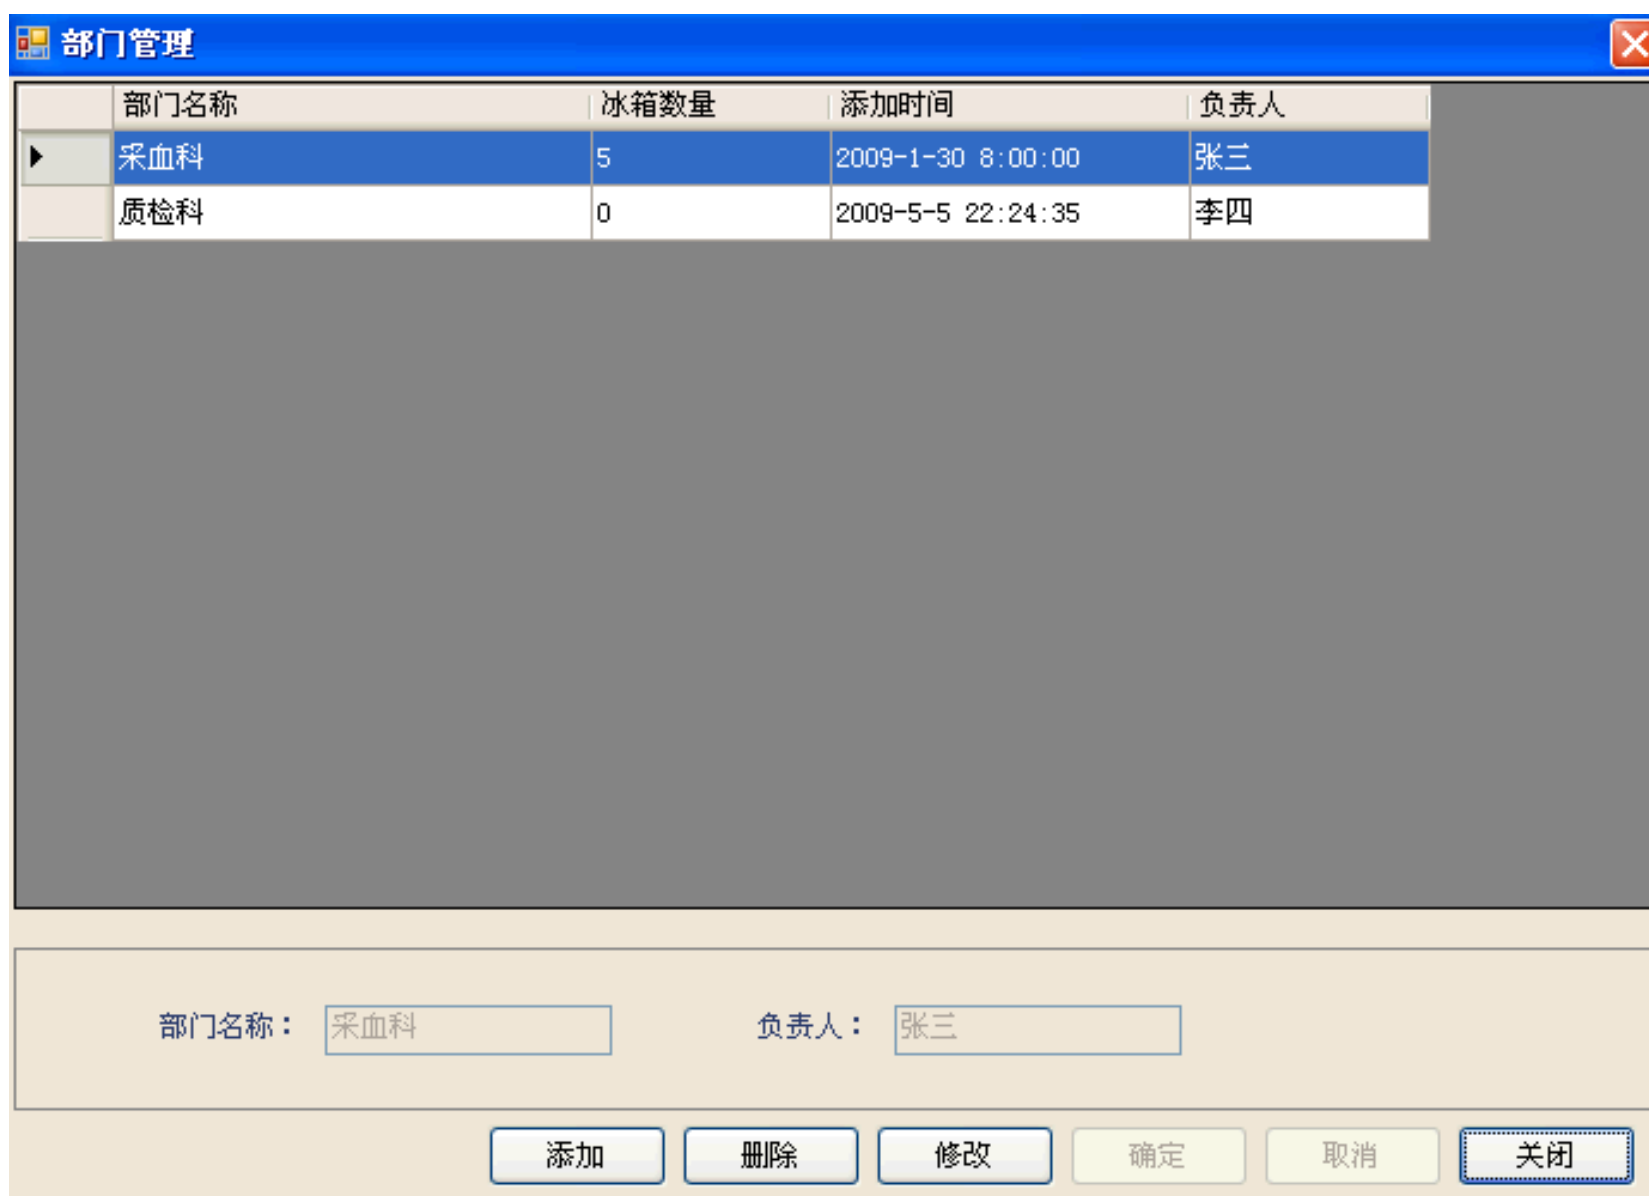 部门管理
部门名称 冰箱数量 添加时间 负责人
采血科 5 2009-1-30 8:00:00 张三
质检科 0 2009-5-5 22:24:35 李四
部门名称： 采血科 负责人： 张三
添加 删除 修改 确定 取消 关闭